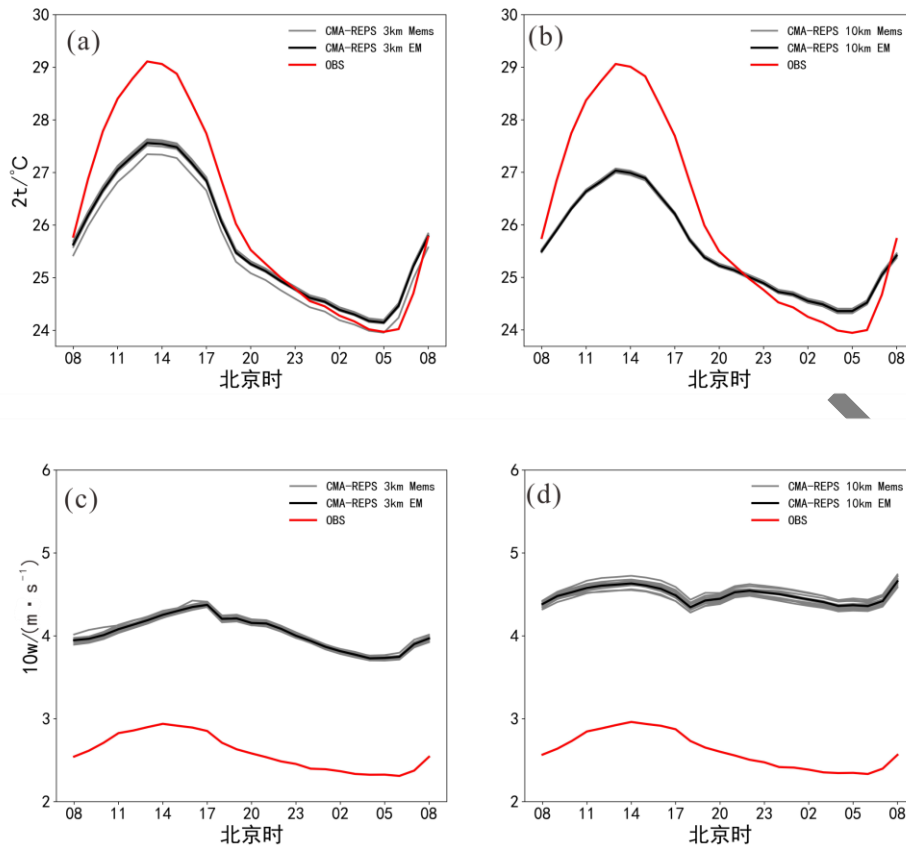 (a)
CMA-REPS 3km Mems
CMA-REPS 3km EM
OBS
2t/℃
30
29
28
27
26
25
24
08 11 14 17 20 23 02 05 08
北京时
(b)
CMA-REPS 10km Mems
CMA-REPS 10km EM
OBS
30
29
28
27
26
25
24
08 11 14 17 20 23 02 05 08
北京时
(c)
CMA-REPS 3km Mems
CMA-REPS 3km EM
OBS
10w/(m·s⁻¹)
6
5
4
3
2
08 11 14 17 20 23 02 05 08
北京时
(d)
CMA-REPS 10km Mems
CMA-REPS 10km EM
OBS
6
5
4
3
2
08 11 14 17 20 23 02 05 08
北京时